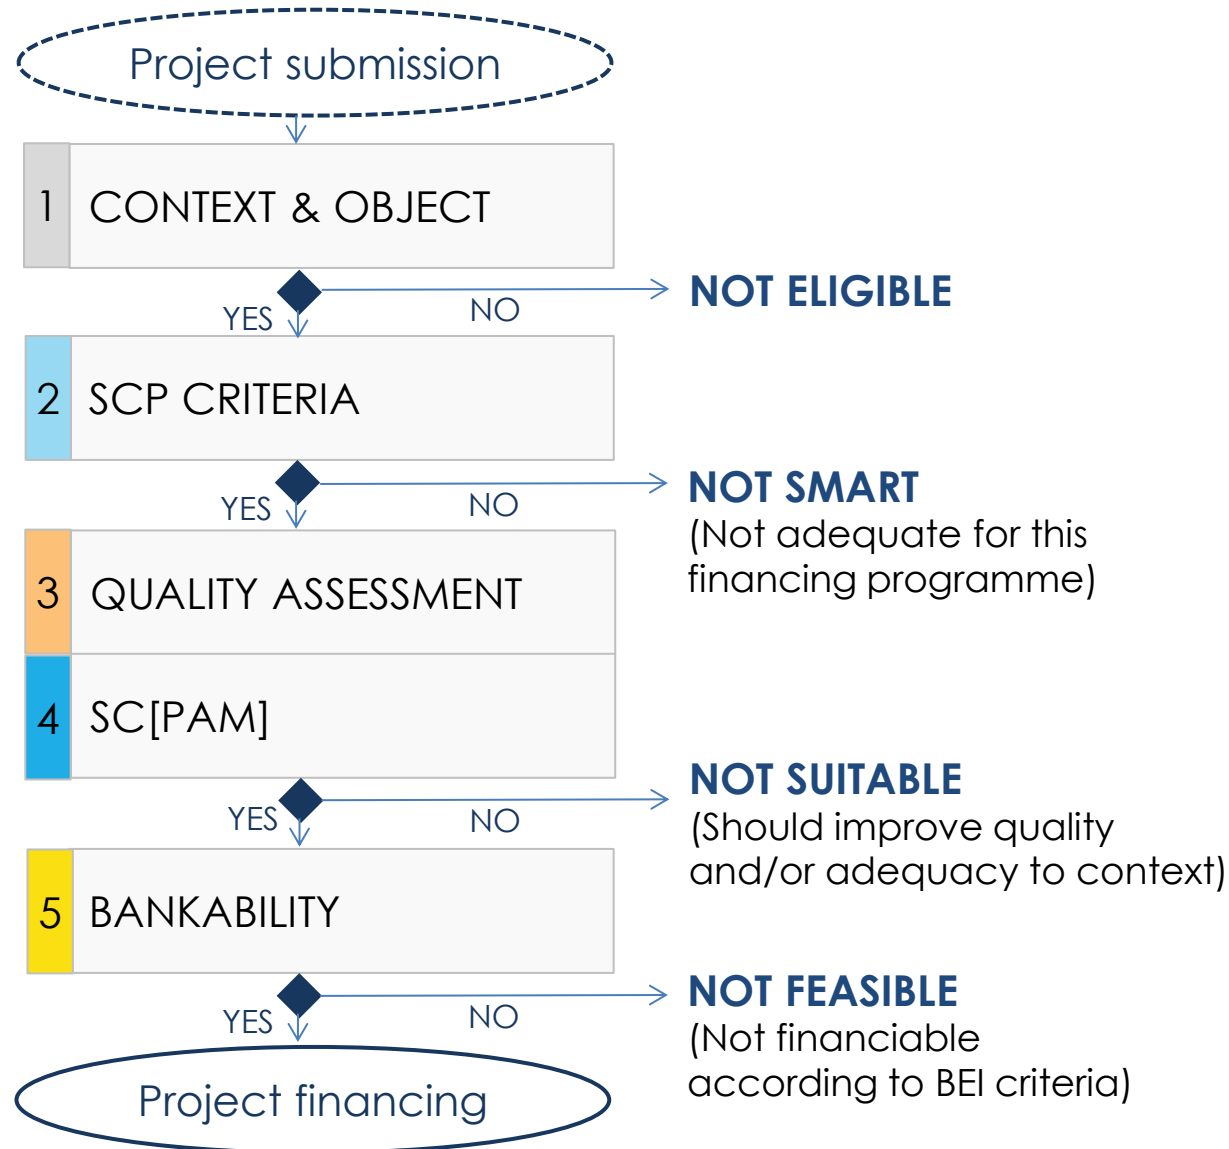 Project submission
1 CONTEXT & OBJECT
YES NO NOT ELIGIBLE
2 SCP CRITERIA
YES NO NOT SMART
(Not adequate for this
financing programme)
3 QUALITY ASSESSMENT
4 SC[PAM]
YES NO NOT SUITABLE
(Should improve quality
and/or adequacy to context)
5 BANKABILITY
YES NO NOT FEASIBLE
(Not financiable
according to BEI criteria)
Project financing